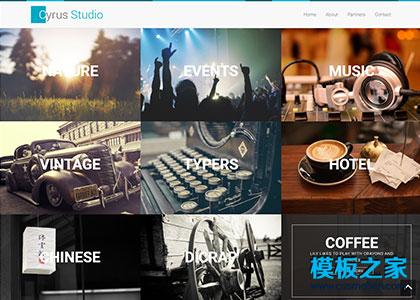 Cyrus Studio
Home About Partners Contact
NATURE
EVENTS
MUSIC
VINTAGE
TYPERS
HOTEL
CHINESE
DICRAP
COFFEE
LILY LIKES TO PLAY WITH CRAYONS AND
模板之家